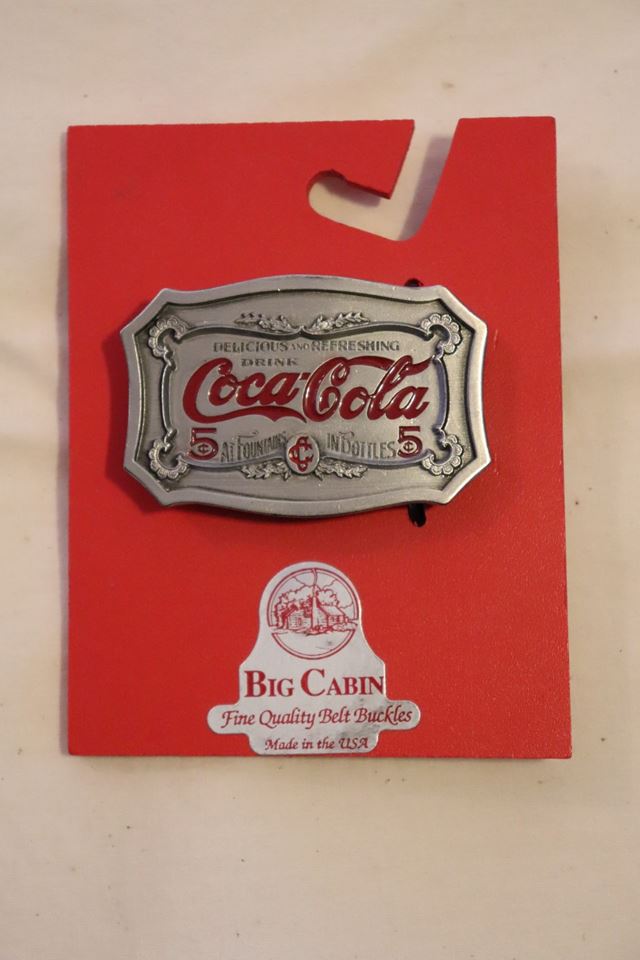 DELICIOUS AND REFRESHING
DRINK
Coca-Cola
5¢ AT FOUNTAINS IN BOTTLES 5¢
BIG CABIN
Fine Quality Belt Buckles
Made in the USA